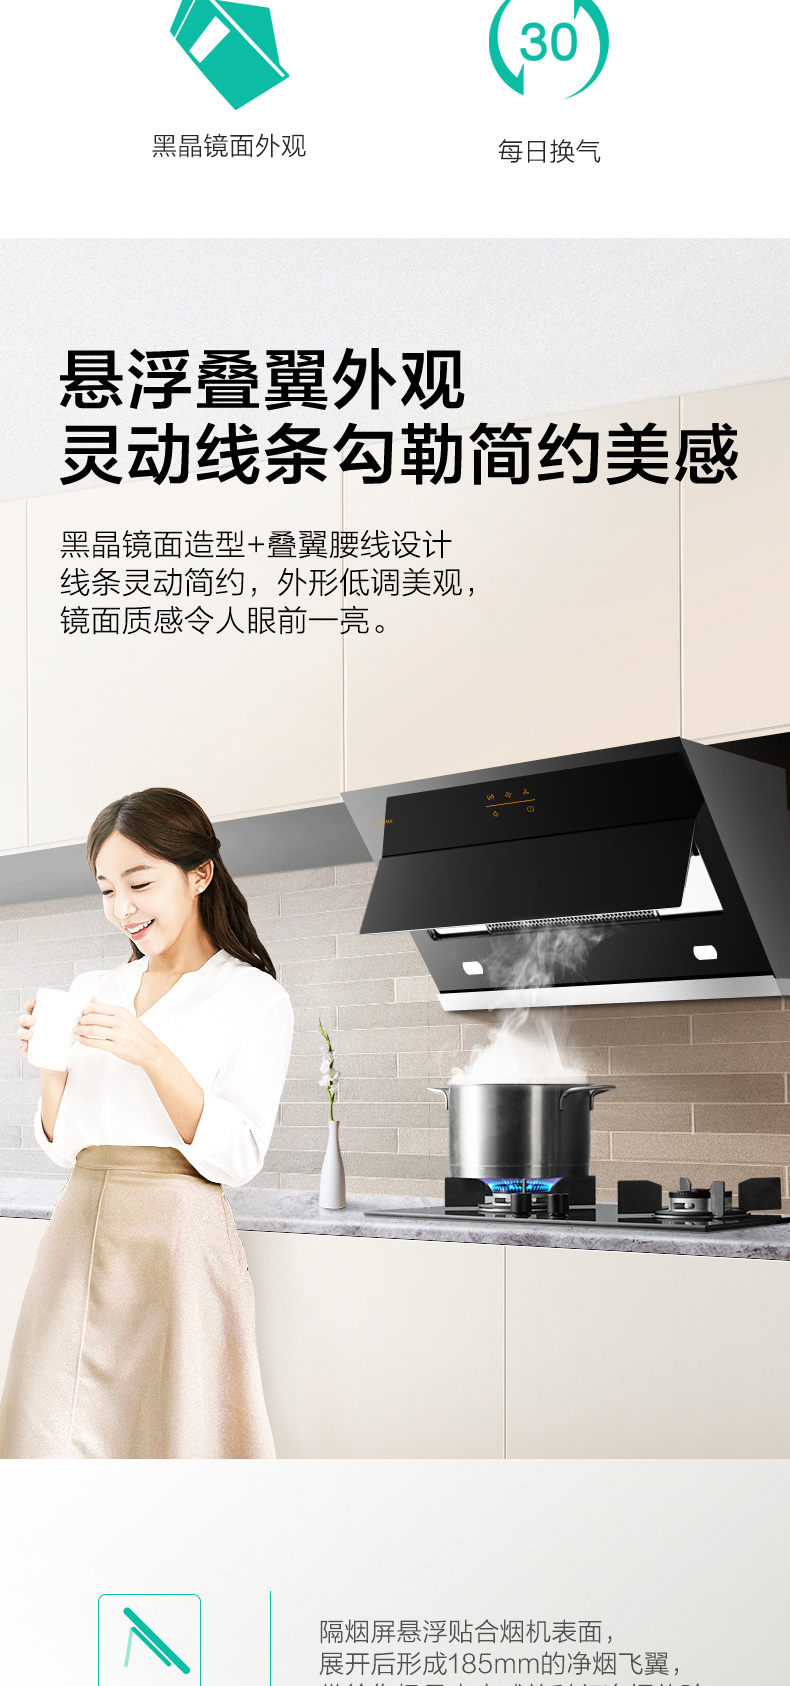 30
黑晶镜面外观
每日换气
悬浮叠翼外观
灵动线条勾勒简约美感
黑晶镜面造型+叠翼腰线设计
线条灵动简约，外形低调美观，
镜面质感令人眼前一亮。
隔烟屏悬浮贴合烟机表面，
展开后形成185mm的净烟飞翼，